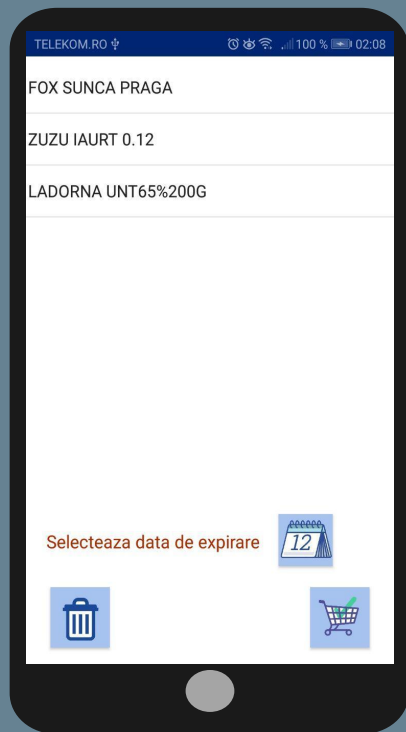 TELEKOM.RO 100 % 02:08
FOX SUNCA PRAGA
ZUZU IAURT 0.12
LADORNA UNT65%200G
Selecteaza data de expirare
12